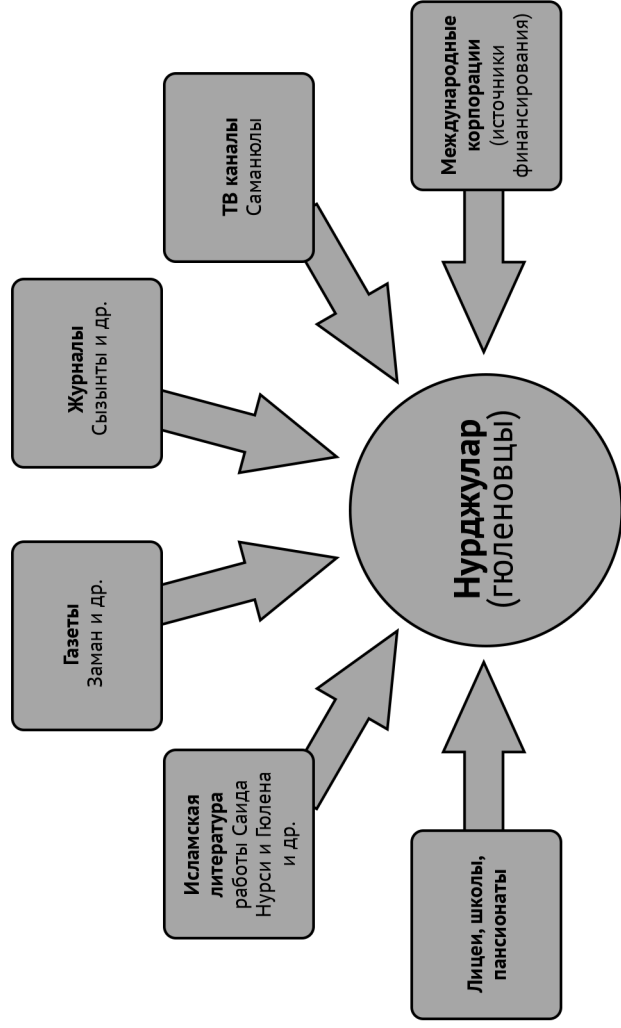 Лицеи, школы,
пансионаты
Исламская
литература
работы Саида
Нурси и Гюлена
и др.
Газеты
Заман и др.
Журналы
Сызынты и др.
ТВ каналы
Саманюлы
Международные
корпорации
(источники
финансирования)
Нурджулар
(гюленовцы)